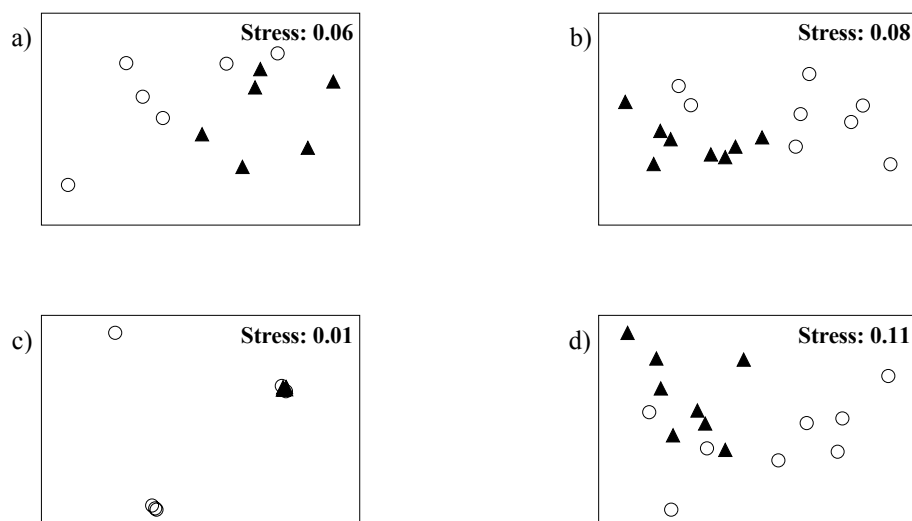 a)
Stress: 0.06
b)
Stress: 0.08
c)
Stress: 0.01
d)
Stress: 0.11